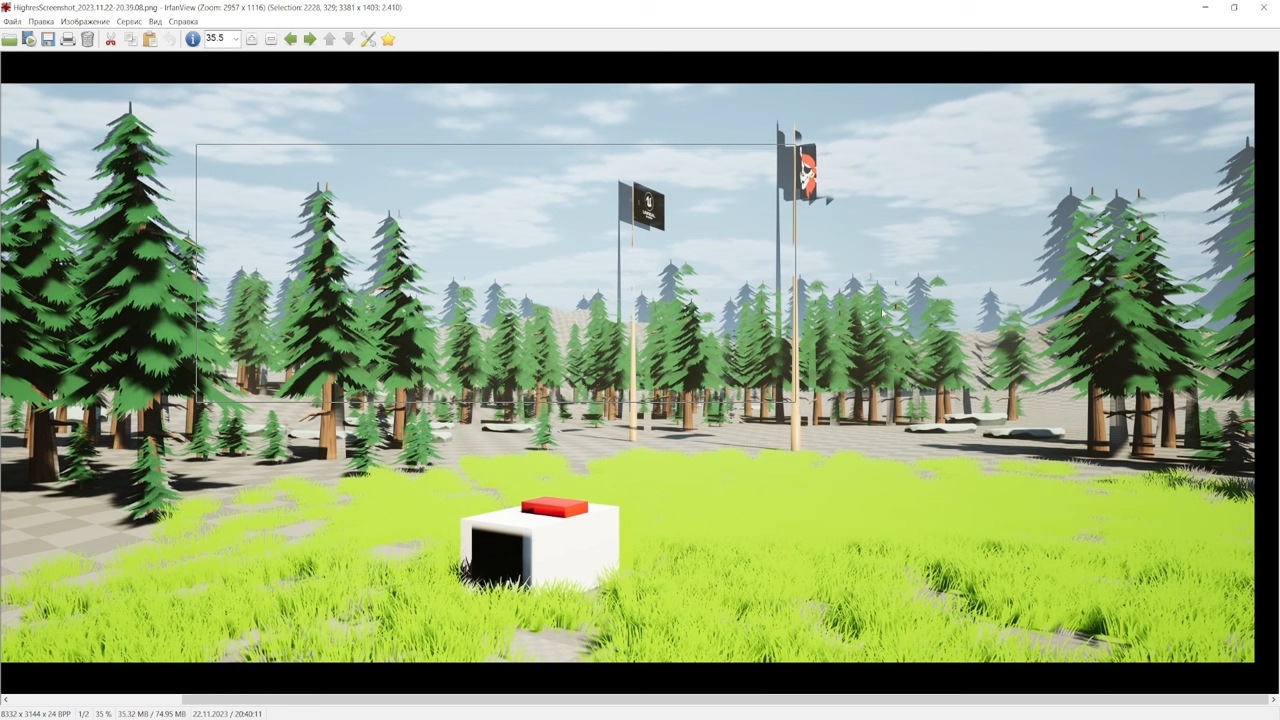 HighresScreenshot_2023.11.22-20.39.08.png - IrfanView (Zoom: 2957 x 1116) (Selection: 2228, 329; 3381 x 1403; 2.410)
Файл Правка Изображение Сервис Вид Справка
35.5
8332 x 3144 x 24 BPP 1/2 35 % 35.32 MB / 74.95 MB 22.11.2023 / 20:40:11